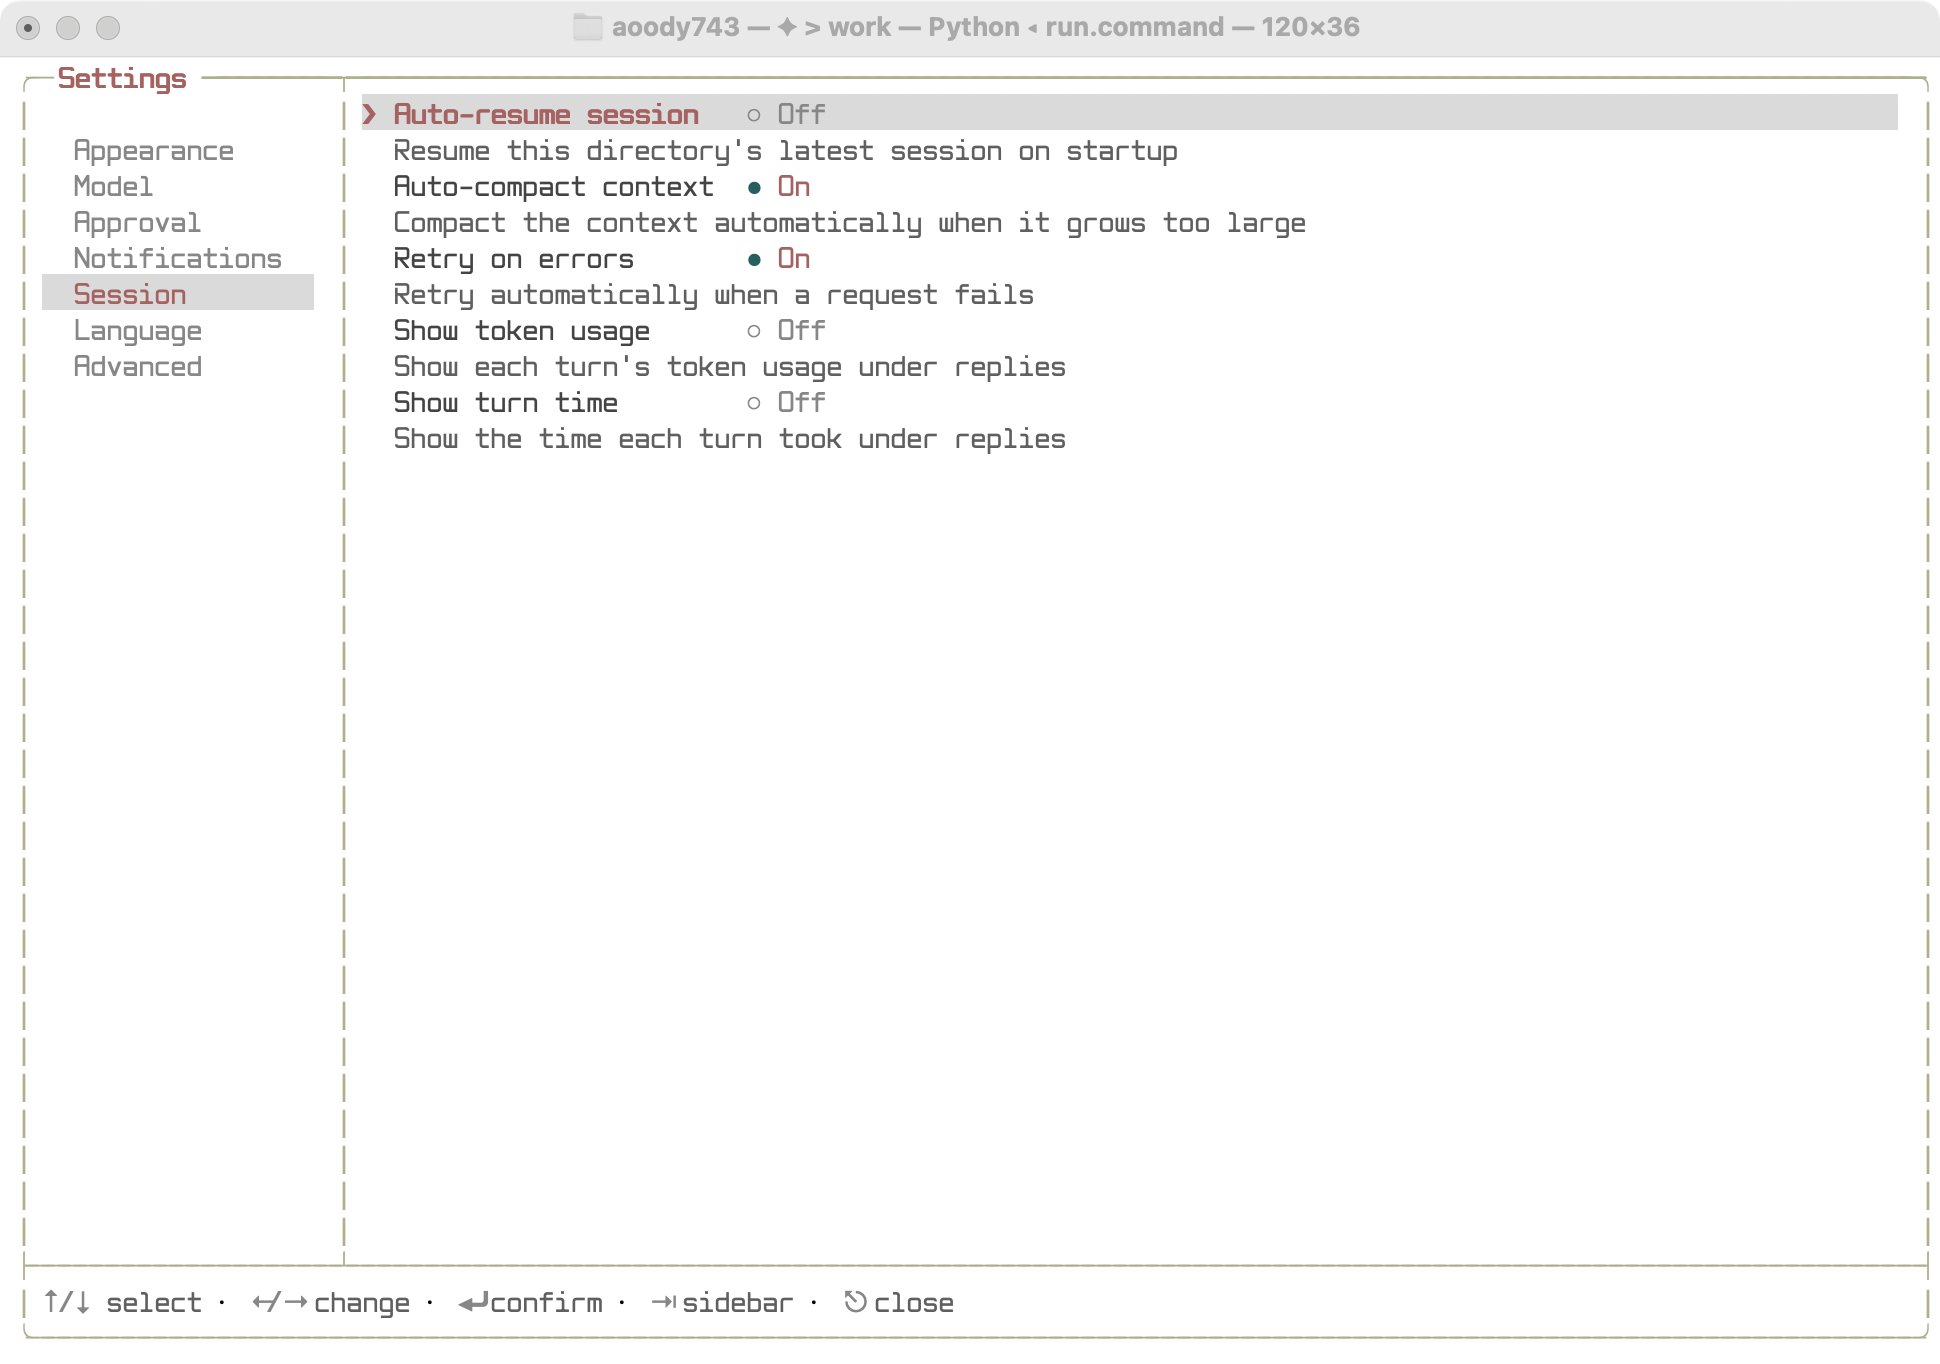 aoody743 — ✦ > work — Python ◂ run.command — 120×36
Settings
Appearance
Model
Approval
Notifications
Session
Language
Advanced
❯ Auto-resume session ○ Off
Resume this directory's latest session on startup
Auto-compact context ● On
Compact the context automatically when it grows too large
Retry on errors ● On
Retry automatically when a request fails
Show token usage ○ Off
Show each turn's token usage under replies
Show turn time ○ Off
Show the time each turn took under replies
↑/↓ select · ←/→ change · ↵ confirm · ⇥ sidebar · ⎋ close